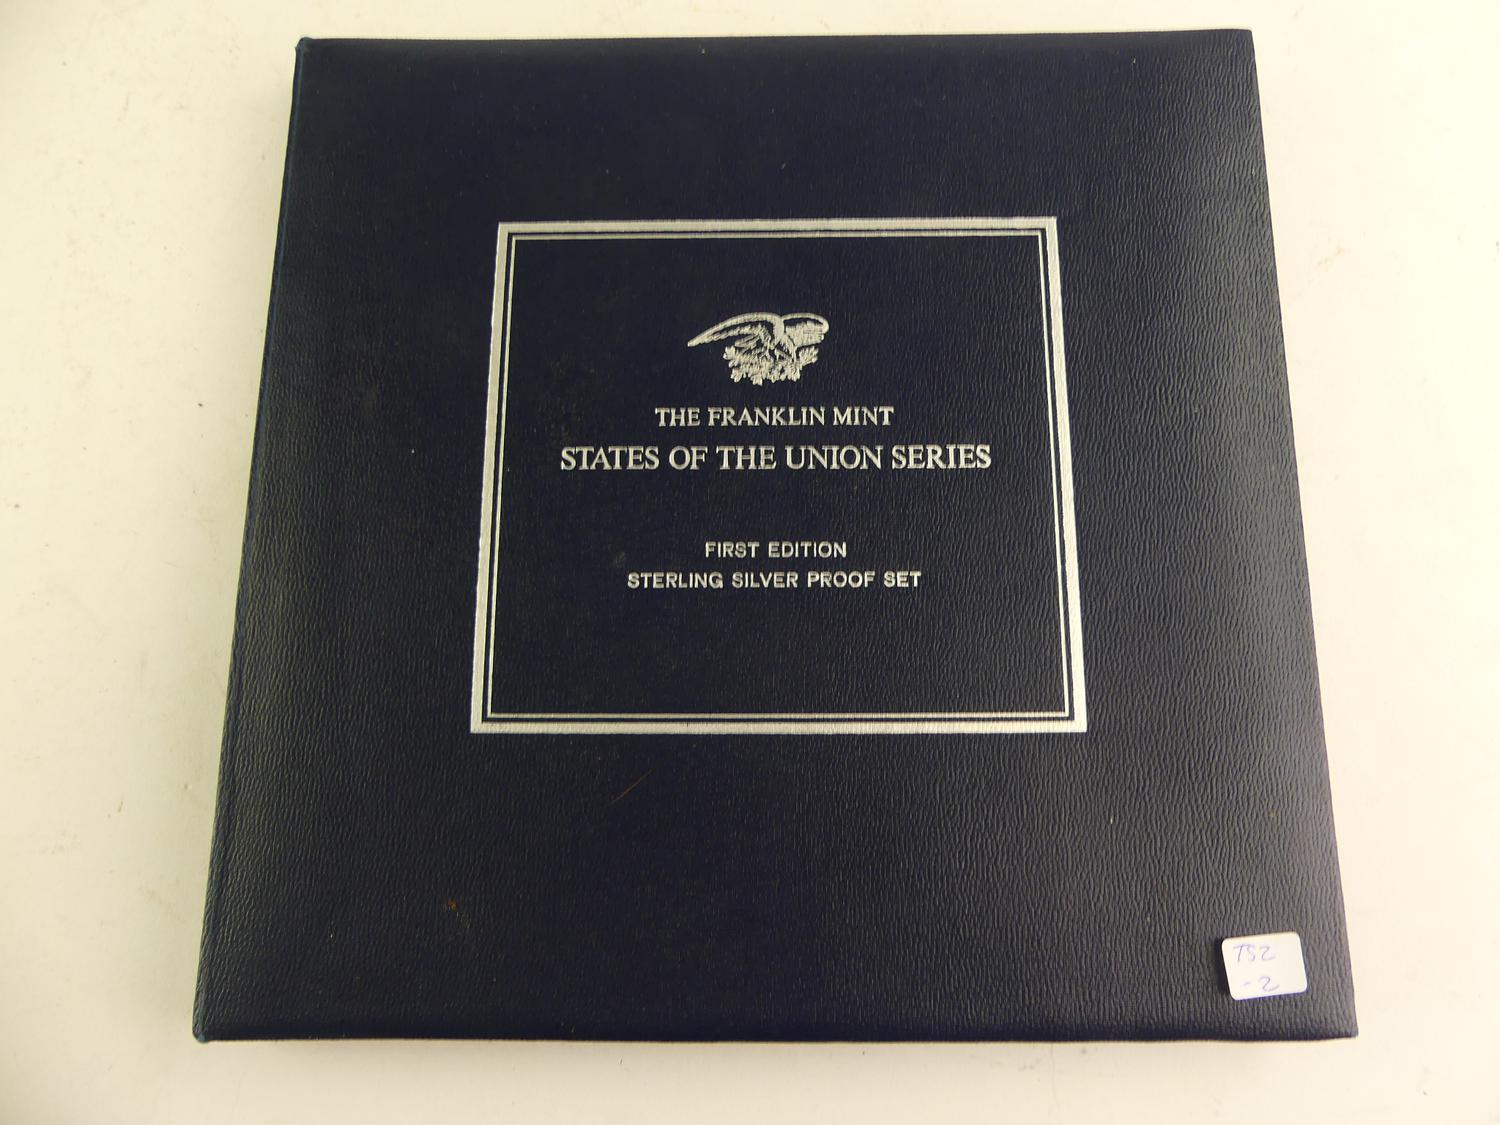 THE FRANKLIN MINT
STATES OF THE UNION SERIES
FIRST EDITION
STERLING SILVER PROOF SET
TS2
-2